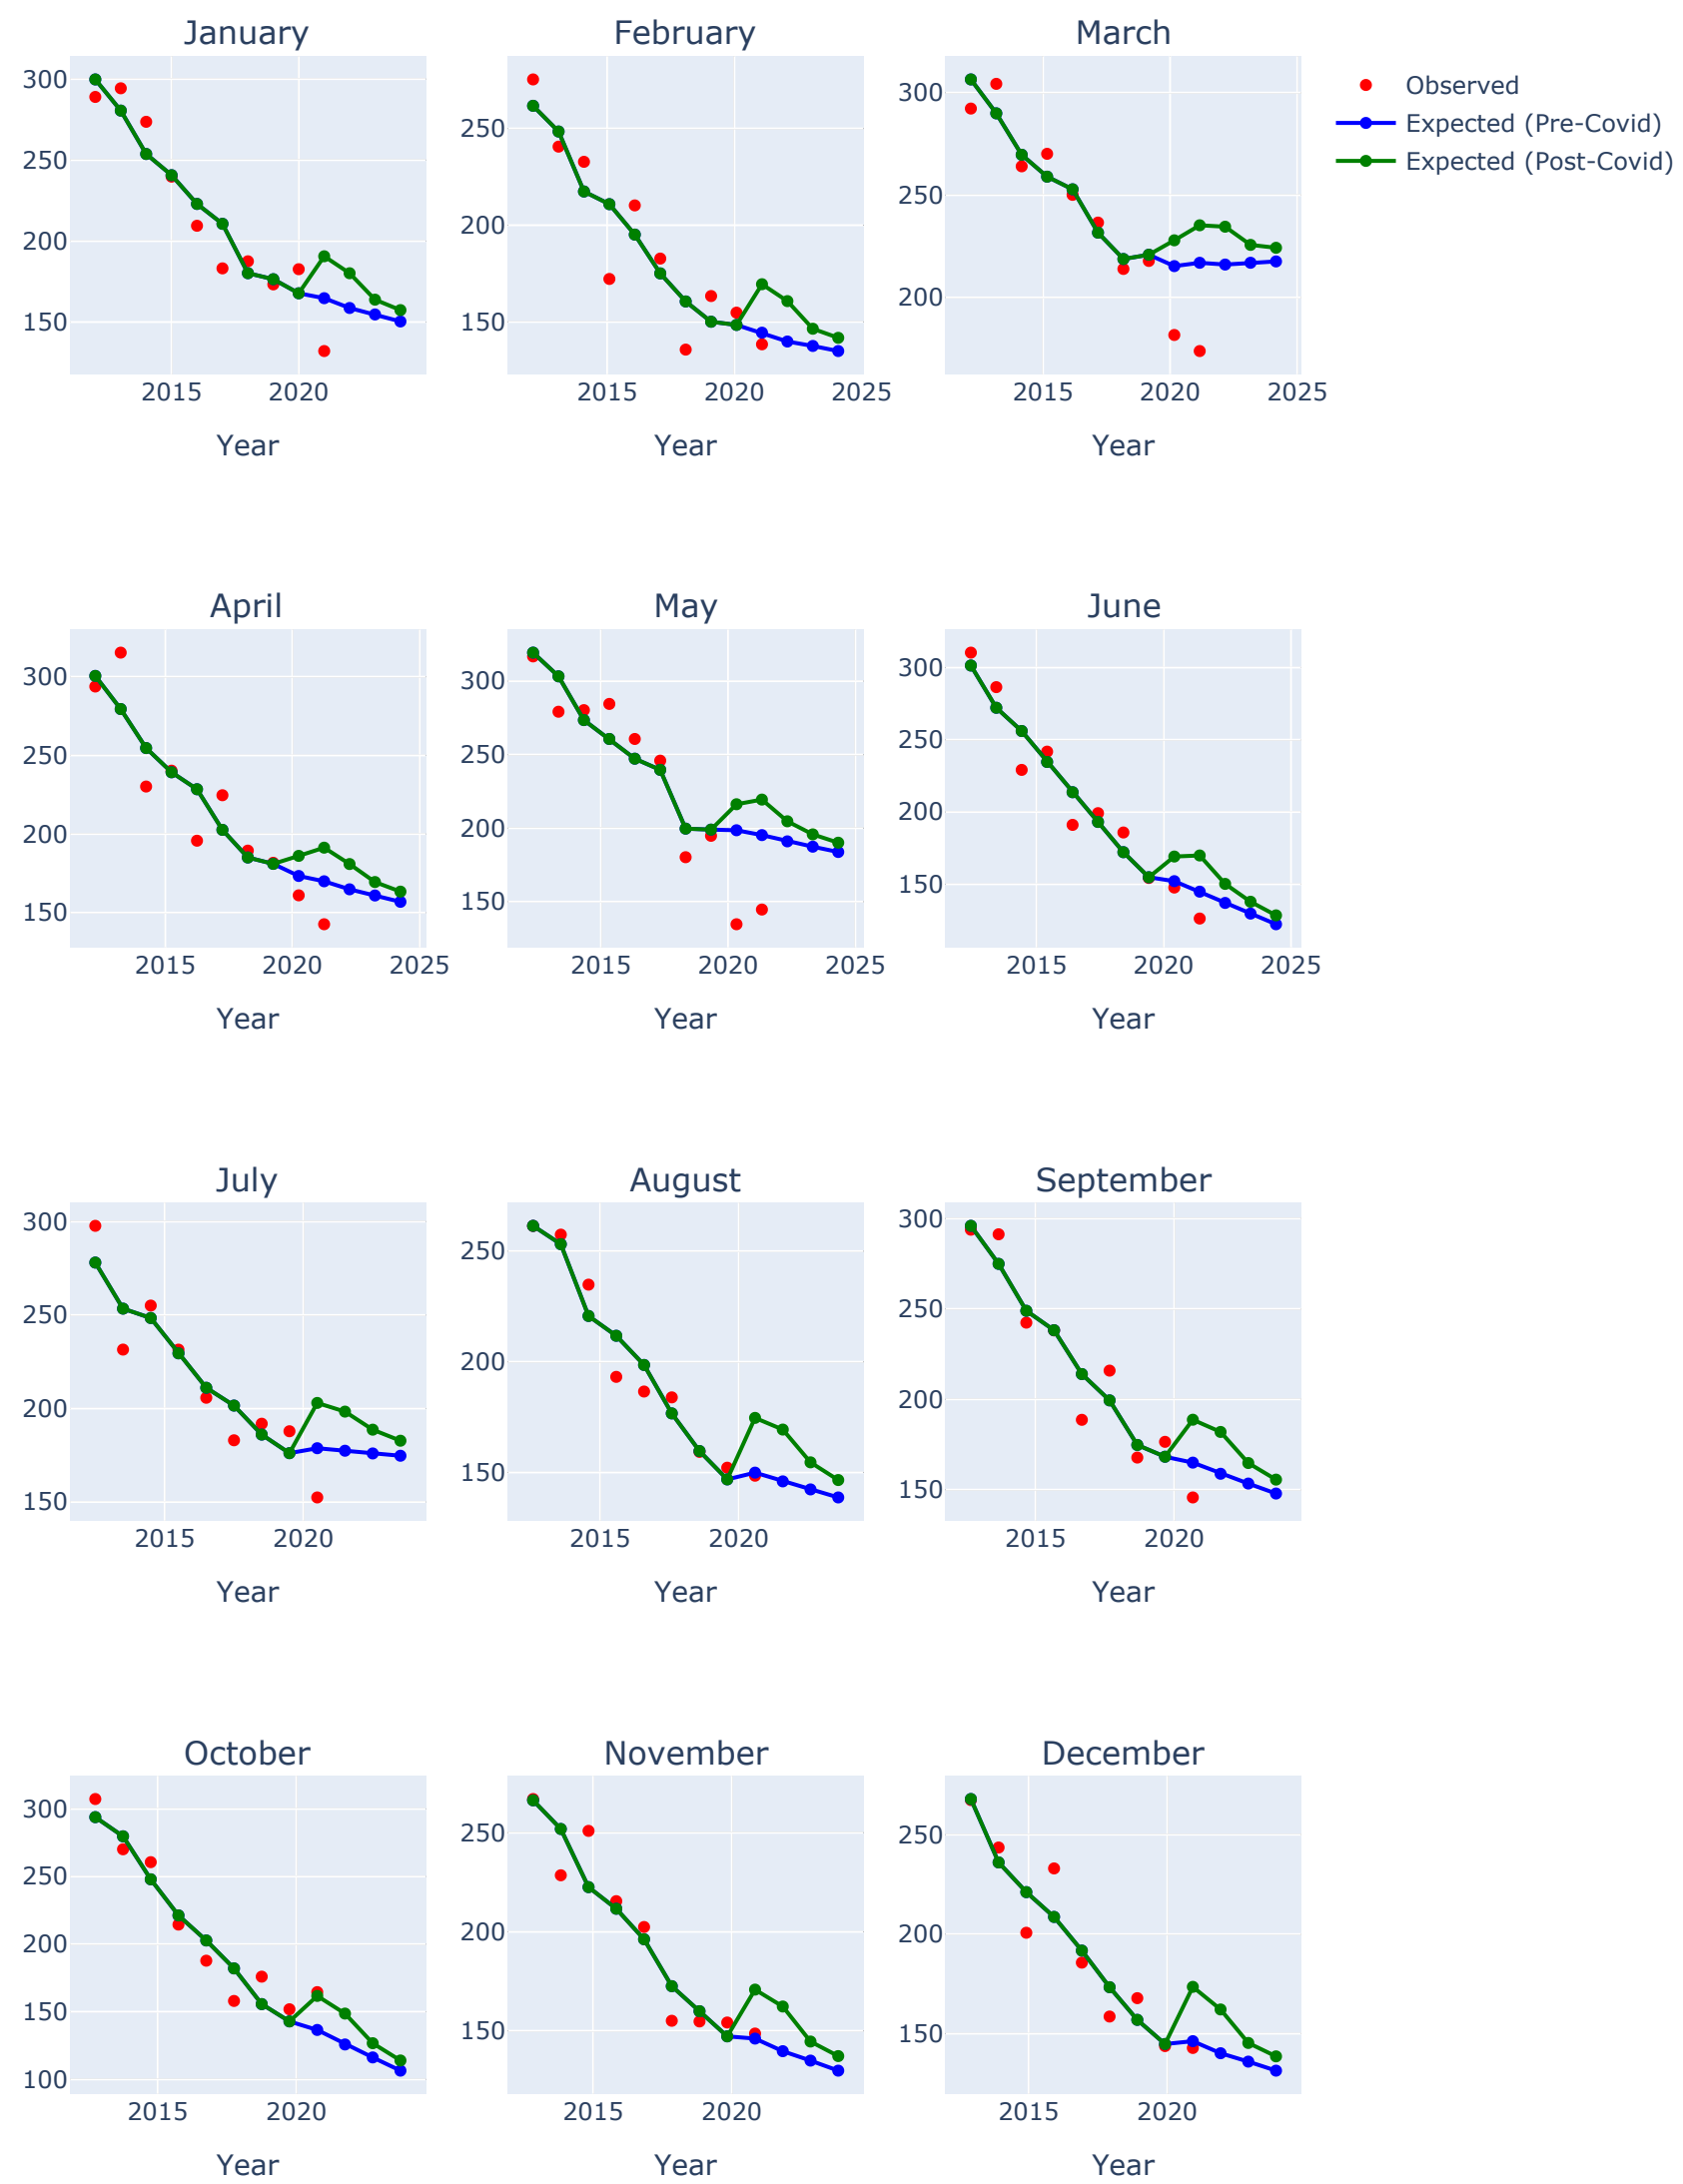 January
February
March
300
250
200
150
2015
2020
Year
250
200
150
2015
2020
2025
Year
300
250
200
2015
2020
2025
Year
Observed
Expected (Pre-Covid)
Expected (Post-Covid)
April
May
June
300
250
200
150
2015
2020
2025
Year
300
250
200
150
2015
2020
2025
Year
300
250
200
150
2015
2020
2025
Year
July
August
September
300
250
200
150
2015
2020
Year
250
200
150
2015
2020
Year
300
250
200
150
2015
2020
Year
October
November
December
300
250
200
150
100
2015
2020
Year
250
200
150
2015
2020
Year
250
200
150
2015
2020
Year